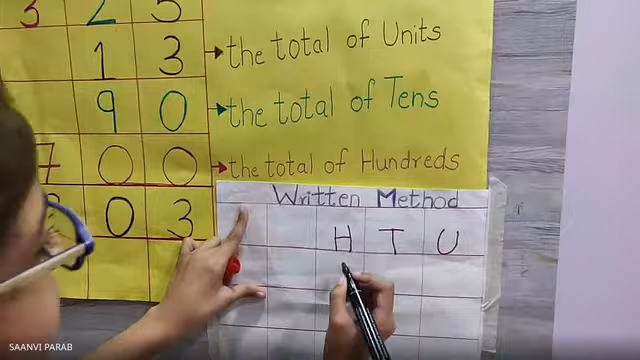 3 2 5
1 3 the total of Units
9 0 the total of Tens
7 0 0 the total of Hundreds
0 3
Written Method
H T U
SAANVI PARAB